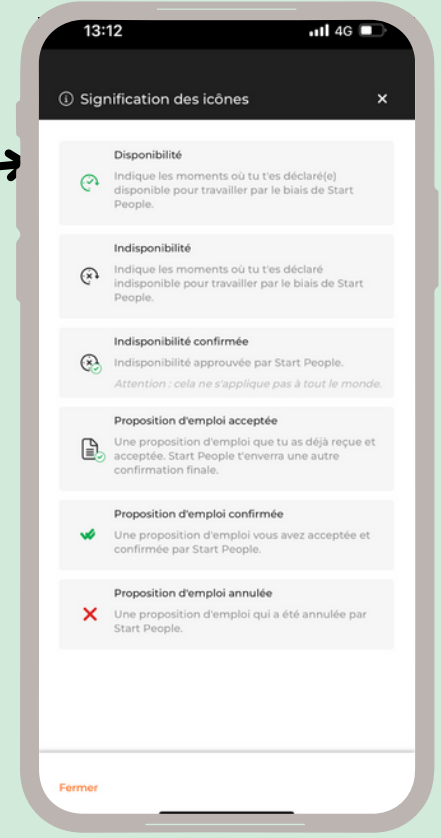 13:12
4G
Signification des icônes
Disponibilité
Indique les moments où tu t'es déclaré(e)
disponible pour travailler par le biais de Start
People.
Indisponibilité
Indique les moments où tu t'es déclaré
indisponible pour travailler par le biais de Start
People.
Indisponibilité confirmée
Indisponibilité approuvée par Start People.
Attention : cela ne s'applique pas à tout le monde.
Proposition d'emploi acceptée
Une proposition d'emploi que tu as déjà reçue et
acceptée. Start People t'enverra une autre
confirmation finale.
Proposition d'emploi confirmée
Une proposition d'emploi vous avez acceptée et
confirmée par Start People.
Proposition d'emploi annulée
Une proposition d'emploi qui a été annulée par
Start People.
Fermer